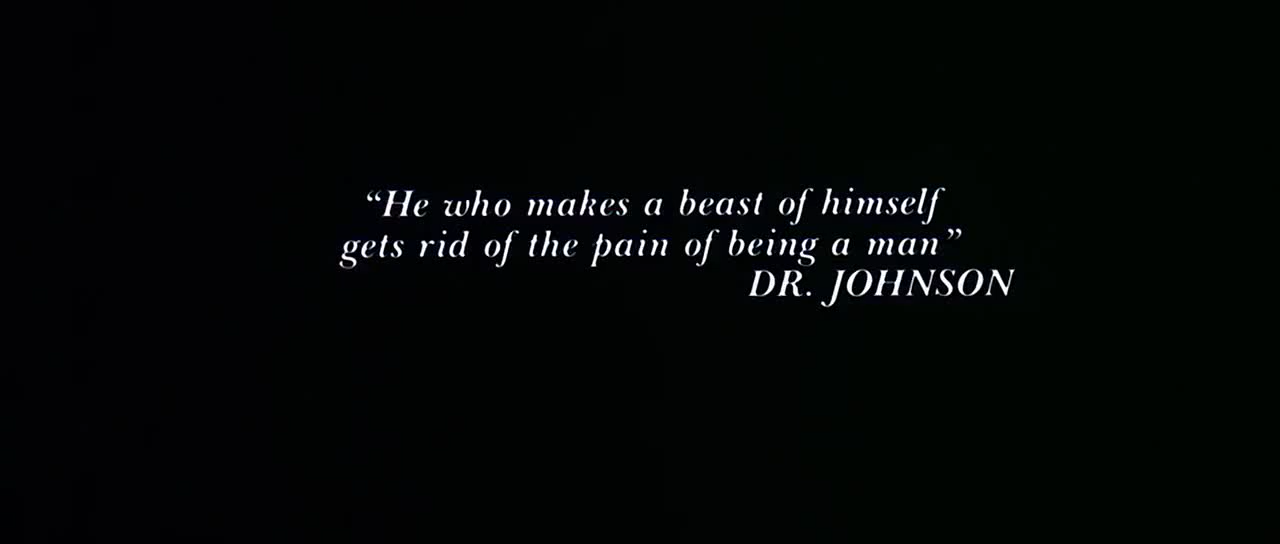 “He who makes a beast of himself
gets rid of the pain of being a man”
DR. JOHNSON